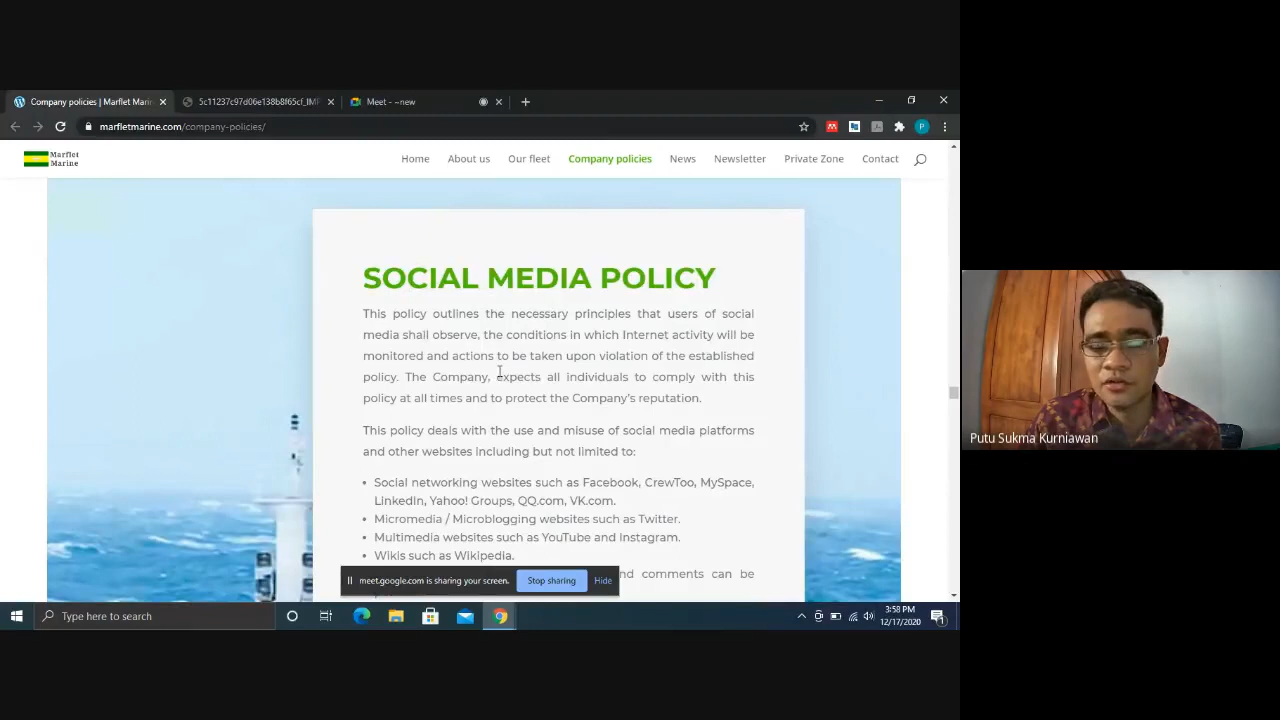 Company policies | Marflet Marin
5c11237c97d06e138b8f65cf_IMF
Meet - ~new
marfletmarine.com/company-policies/
Marflet
Marine
Home
About us
Our fleet
Company policies
News
Newsletter
Private Zone
Contact
SOCIAL MEDIA POLICY
This policy outlines the necessary principles that users of social
media shall observe, the conditions in which Internet activity will be
monitored and actions to be taken upon violation of the established
policy. The Company, expects all individuals to comply with this
policy at all times and to protect the Company's reputation.
This policy deals with the use and misuse of social media platforms
and other websites including but not limited to:
• Social networking websites such as Facebook, CrewToo, MySpace,
LinkedIn, Yahoo! Groups, QQ.com, VK.com.
• Micromedia / Microblogging websites such as Twitter.
• Multimedia websites such as YouTube and Instagram.
• Wikis such as Wikipedia.
nd comments can be
meet.google.com is sharing your screen.
Stop sharing
Hide
Putu Sukma Kurniawan
Type here to search
3:58 PM
12/17/2020
1
P